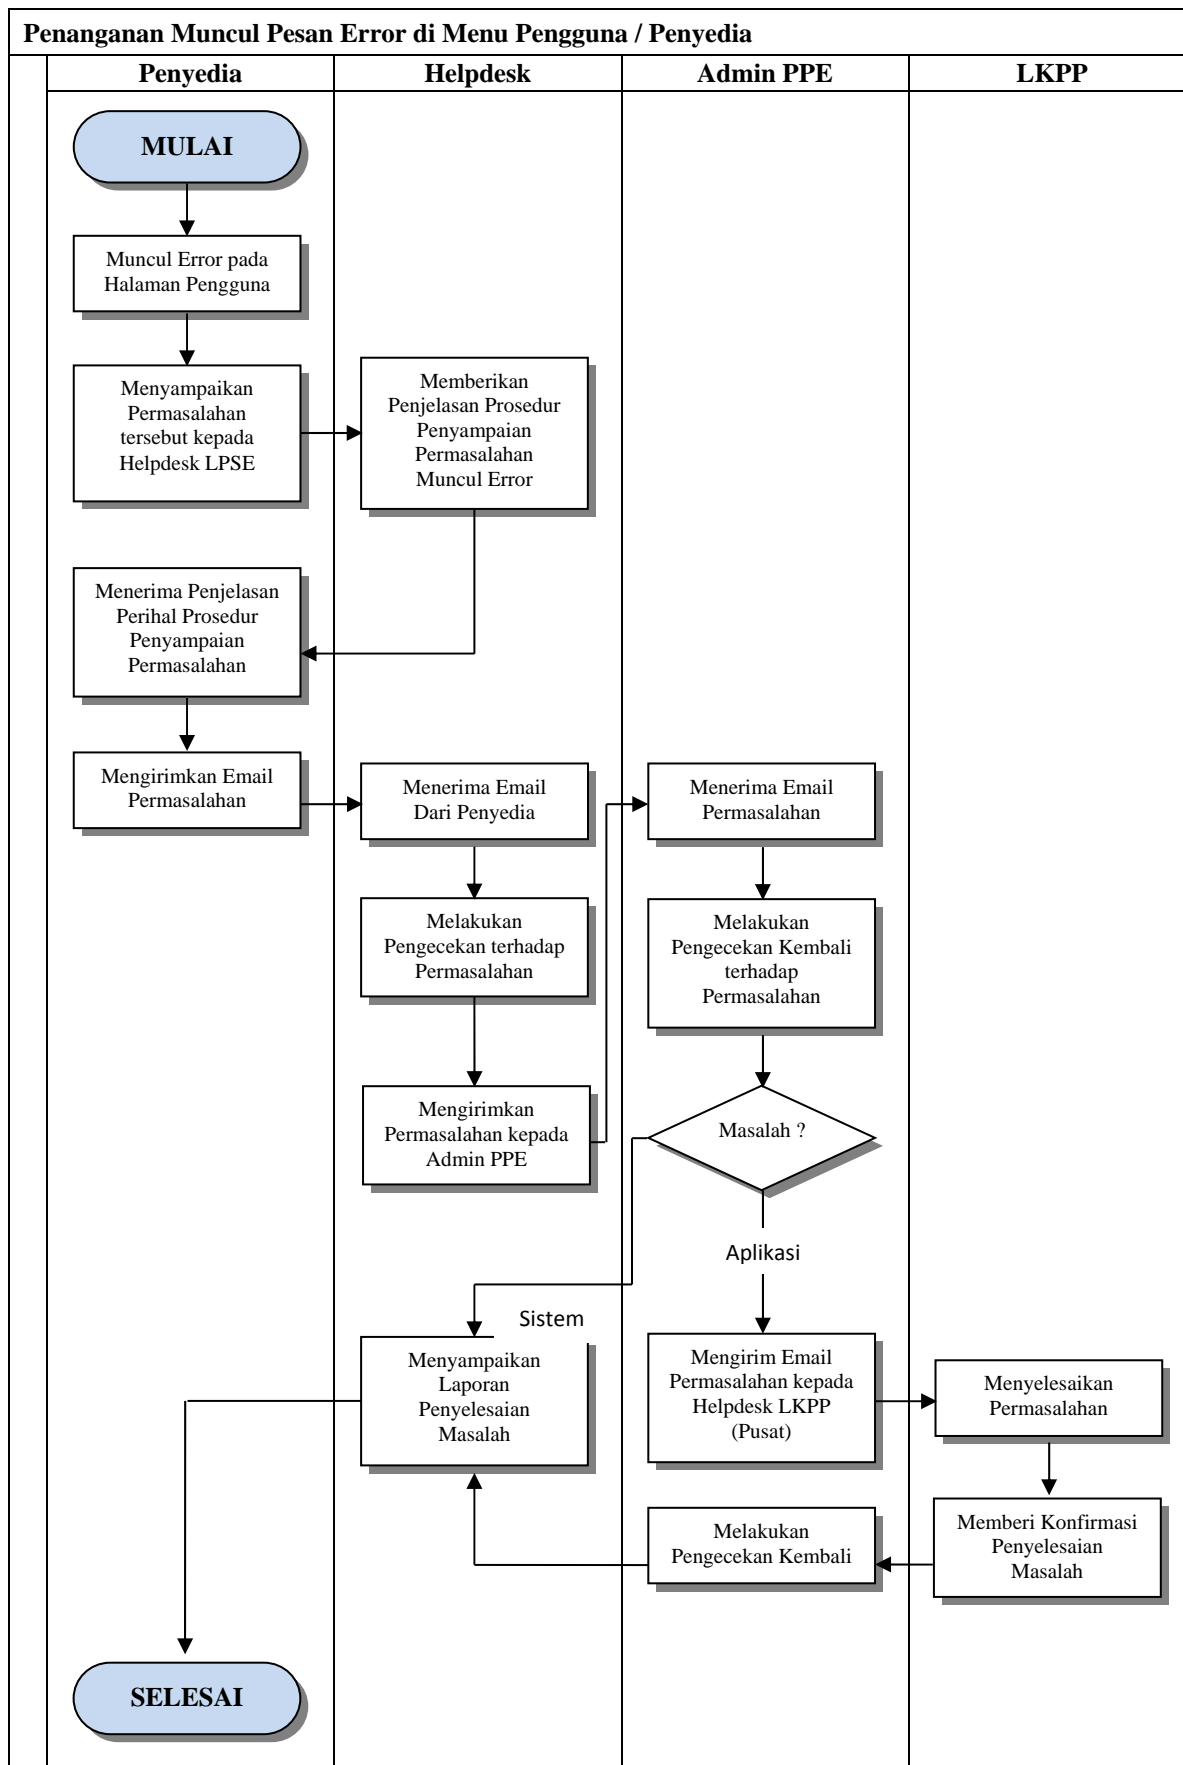 Penanganan Muncul Pesan Error di Menu Pengguna / Penyedia
Penyedia
Helpdesk
Admin PPE
LKPP
MULAI
Muncul Error pada
Halaman Pengguna
Menyampaikan
Permasalahan
tersebut kepada
Helpdesk LPSE
Memberikan
Penjelasan Prosedur
Penyampaian
Permasalahan
Muncul Error
Menerima Penjelasan
Perihal Prosedur
Penyampaian
Permasalahan
Mengirimkan Email
Permasalahan
Menerima Email
Dari Penyedia
Menerima Email
Permasalahan
Melakukan
Pengecekan terhadap
Permasalahan
Melakukan
Pengecekan Kembali
terhadap
Permasalahan
Mengirimkan
Permasalahan kepada
Admin PPE
Masalah ?
Aplikasi
Sistem
Menyampaikan
Laporan
Penyelesaian
Masalah
Mengirim Email
Permasalahan kepada
Helpdesk LKPP
(Pusat)
Menyelesaikan
Permasalahan
Melakukan
Pengecekan Kembali
Memberi Konfirmasi
Penyelesaian
Masalah
SELESAI